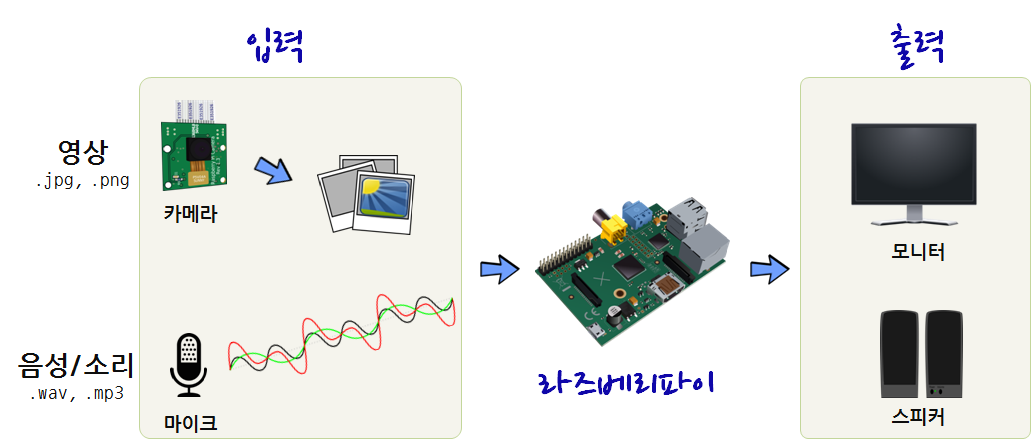 입력
출력
영상
.jpg, .png
카메라
모니터
라즈베리파이
음성/소리
.wav, .mp3
마이크
스피커